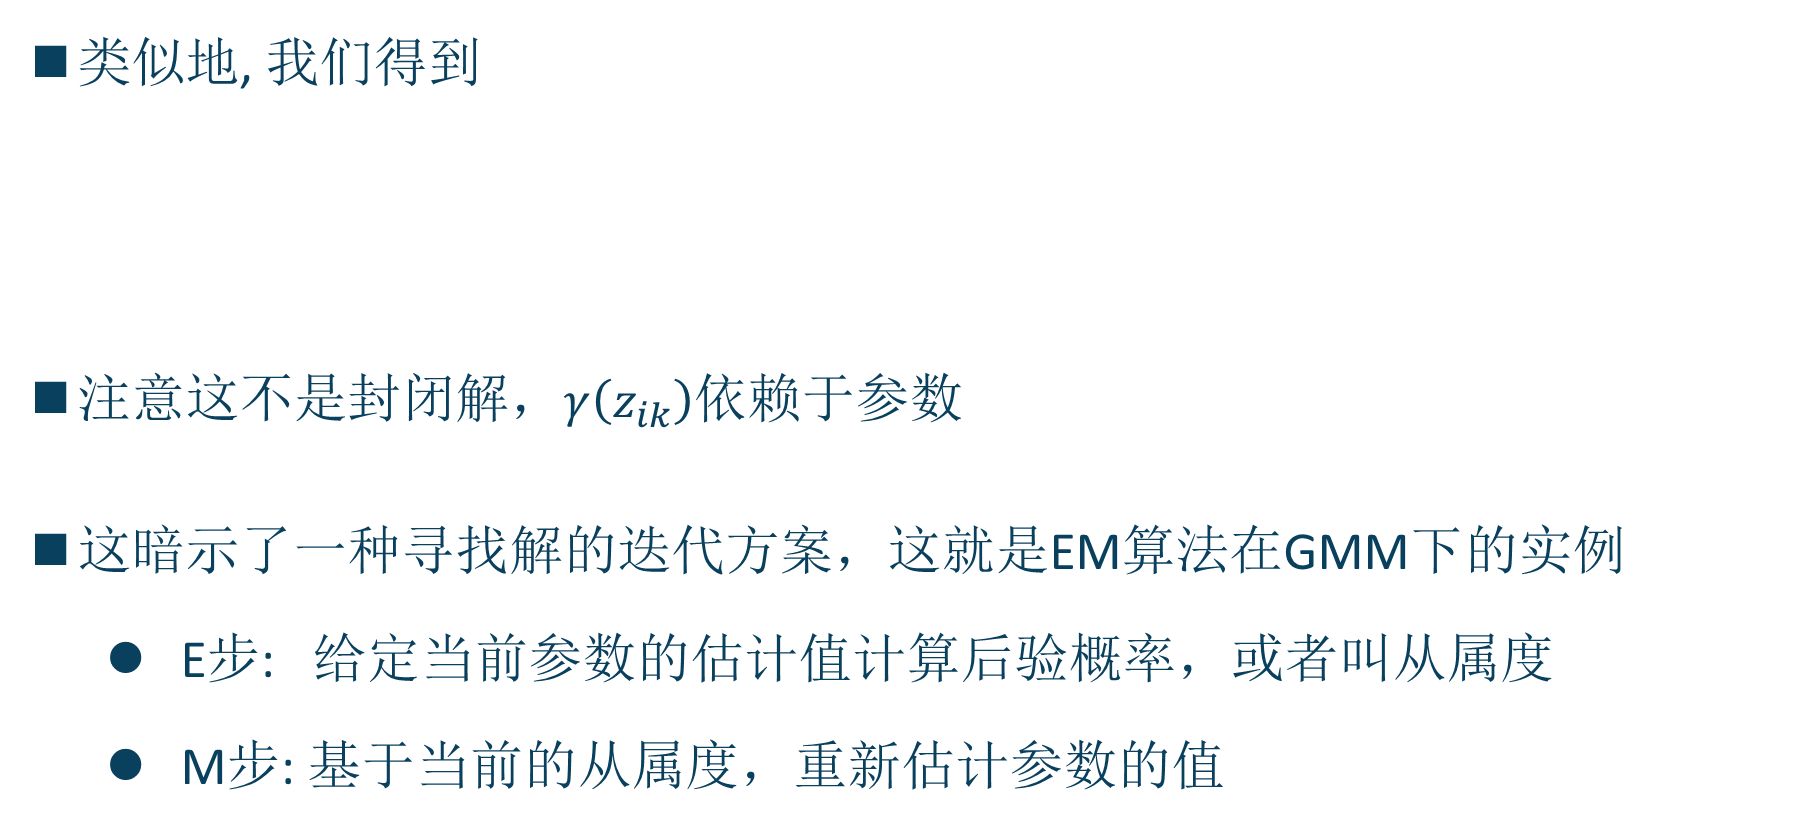 ■类似地, 我们得到
■注意这不是封闭解，γ(z_{ik})依赖于参数
■这暗示了一种寻找解的迭代方案，这就是EM算法在GMM下的实例
● E步: 给定当前参数的估计值计算后验概率，或者叫从属度
● M步: 基于当前的从属度，重新估计参数的值